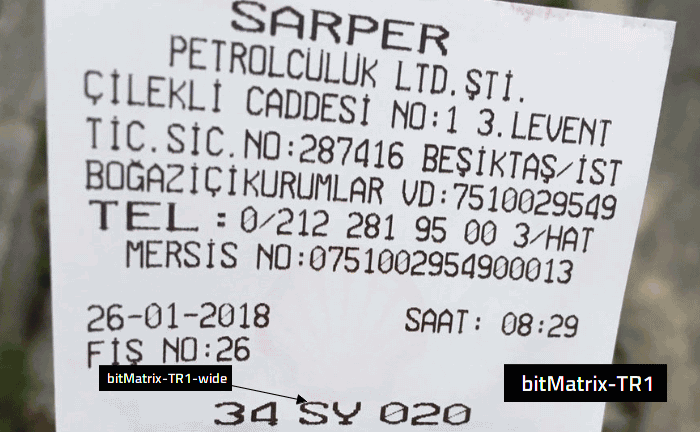 SARPER
PETROLCÜLÜK LTD.ŞTİ.
ÇİLEKLİ CADDESİ NO:1 3.LEVENT
TİC.SİC.NO:287416 BEŞİKTAŞ/İST
BOĞAZİÇİKURUMLAR VD:7510029549
TEL : 0/212 281 95 00 3/HAT
MERSİS NO:0751002954900013
26-01-2018 SAAT: 08:29
FİŞ NO:26
bitMatrix-TR1-wide
bitMatrix-TR1
34 SY 020